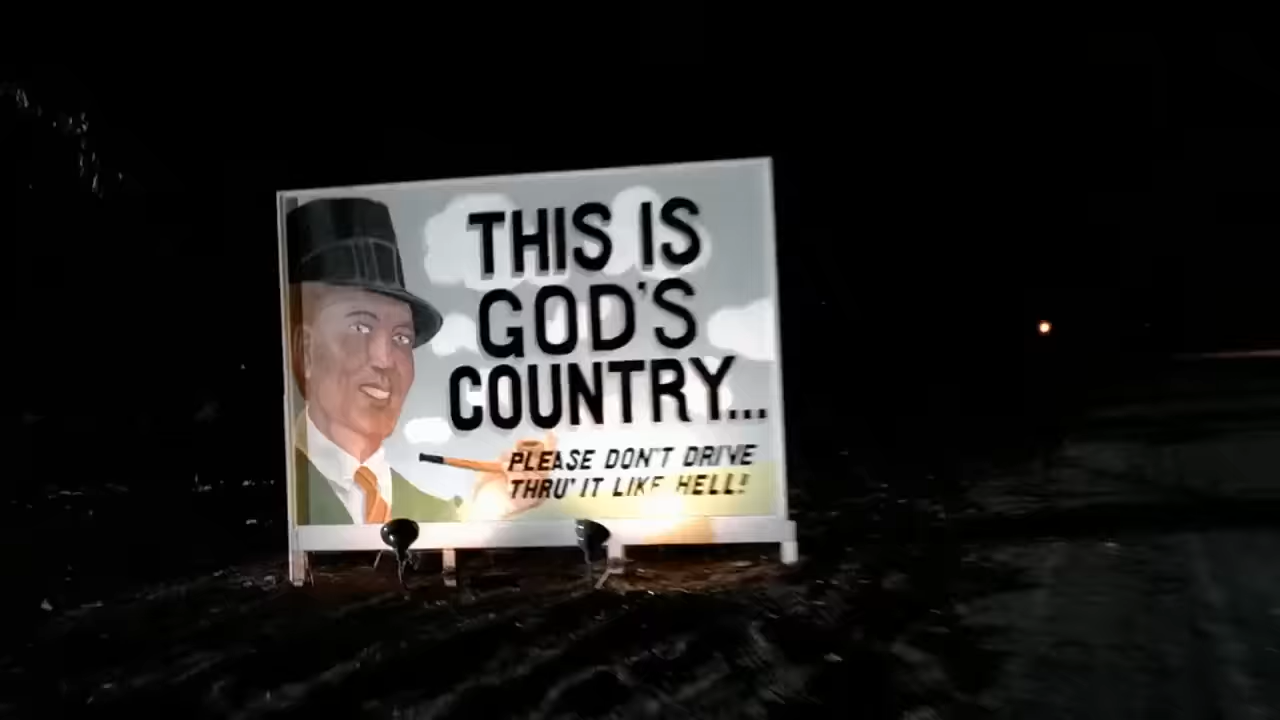 THIS IS
GOD'S
COUNTRY...
PLEASE DON'T DRIVE
THRU' IT LIKE HELL!